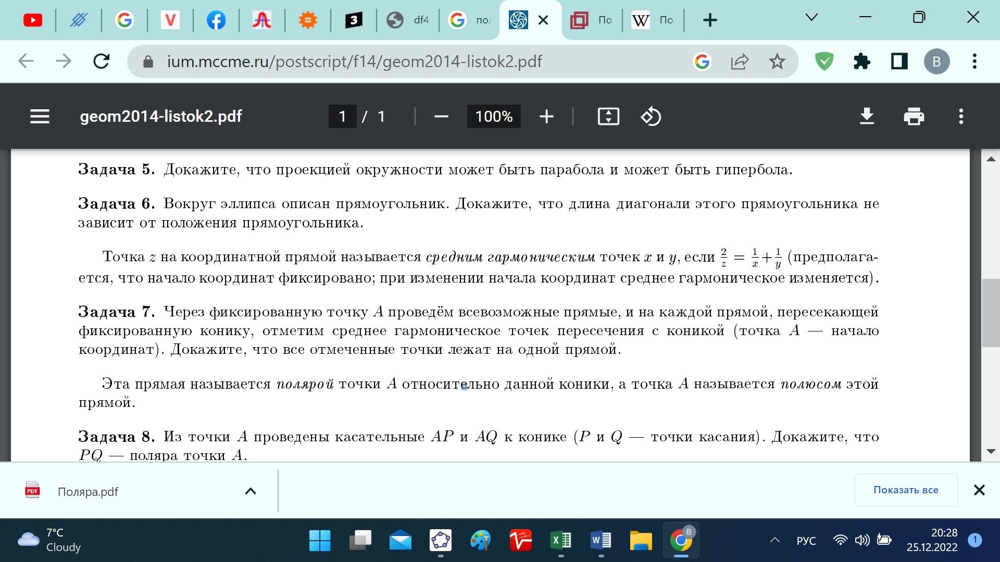 df4
по
По
По
ium.mccme.ru/postscript/f14/geom2014-listok2.pdf
B
geom2014-listok2.pdf
1 / 1
100%
Задача 5. Докажите, что проекцией окружности может быть парабола и может быть гипербола.
Задача 6. Вокруг эллипса описан прямоугольник. Докажите, что длина диагонали этого прямоугольника не
зависит от положения прямоугольника.
Точка z на координатной прямой называется средним гармоническим точек x и y, если 2/z = 1/x + 1/y (предполага-
ется, что начало координат фиксировано; при изменении начала координат среднее гармоническое изменяется).
Задача 7. Через фиксированную точку A проведём всевозможные прямые, и на каждой прямой, пересекающей
фиксированную конику, отметим среднее гармоническое точек пересечения с коникой (точка A — начало
координат). Докажите, что все отмеченные точки лежат на одной прямой.
Эта прямая называется полярой точки A относительно данной коники, а точка A называется полюсом этой
прямой.
Задача 8. Из точки A проведены касательные AP и AQ к конике (P и Q — точки касания). Докажите, что
PQ — поляра точки A.
PDF
Поляра.pdf
Показать все
7°C
Cloudy
РУС
20:28
25.12.2022
1